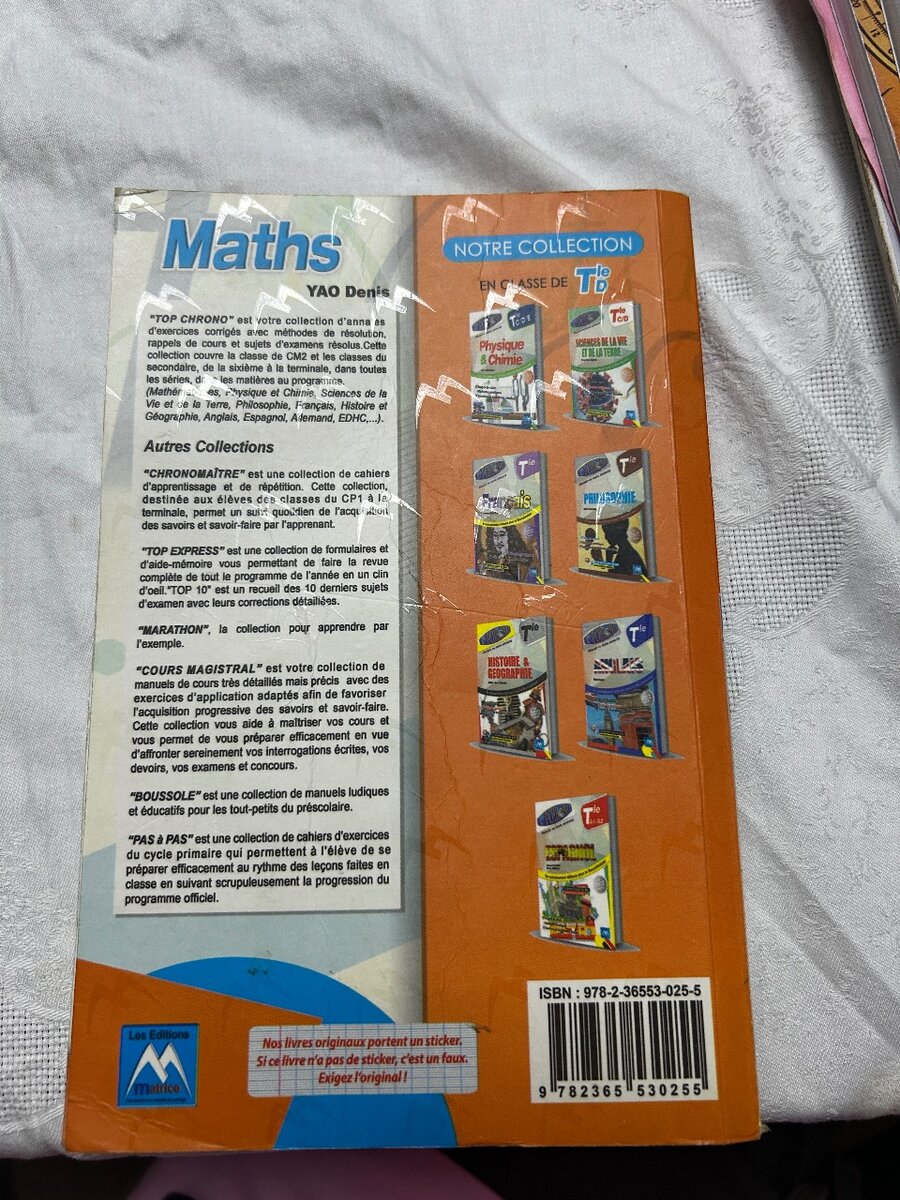 Maths
YAO Denis
"TOP CHRONO" est votre collection d'annales
d'exercices corrigés avec méthodes de résolution,
rappels de cours et sujets d'examens résolus.Cette
collection couvre la classe de CM2 et les classes du
secondaire, de la sixième à la terminale, dans toutes
les séries, dans les matières au programme.
(Mathématiques, Physique et Chimie, Sciences de la
Vie et de la Terre, Philosophie, Français, Histoire et
Géographie, Anglais, Espagnol, Allemand, EDHC,...).
Autres Collections
"CHRONOMAÎTRE" est une collection de cahiers
d'apprentissage et de répétition. Cette collection,
destinée aux élèves des classes du CP1 à la
terminale, permet un suivi quotidien de l'acquisition
des savoirs et savoir-faire par l'apprenant.
"TOP EXPRESS" est une collection de formulaires et
d'aide-mémoire vous permettant de faire la revue
complète de tout le programme de l'année en un clin
d'oeil."TOP 10" est un recueil des 10 derniers sujets
d'examen avec leurs corrections détaillées.
"MARATHON", la collection pour apprendre par
l'exemple.
"COURS MAGISTRAL" est votre collection de
manuels de cours très détaillés mais précis avec des
exercices d'application adaptés afin de favoriser
l'acquisition progressive des savoirs et savoir-faire.
Cette collection vous aide à maîtriser vos cours et
vous permet de vous préparer efficacement en vue
d'affronter sereinement vos interrogations écrites, vos
devoirs, vos examens et concours.
"BOUSSOLE" est une collection de manuels ludiques
et éducatifs pour les tout-petits du préscolaire.
"PAS à PAS" est une collection de cahiers d'exercices
du cycle primaire qui permettent à l'élève de se
préparer efficacement au rythme des leçons faites en
classe en suivant scrupuleusement la progression du
programme officiel.
Les Editions
Matrice
Nos livres originaux portent un sticker.
Si ce livre n'a pas de sticker, c'est un faux.
Exigez l'original !
NOTRE COLLECTION
EN CLASSE DE Tle D
Physique
& Chimie
Tle C/D
SCIENCES DE LA VIE
ET DE LA TERRE
Tle
Français
Tle
PHILOSOPHIE
Tle
HISTOIRE &
GEOGRAPHIE
Tle
Tle
ESPAGNOL
ISBN : 978-2-36553-025-5
9 782365 530255